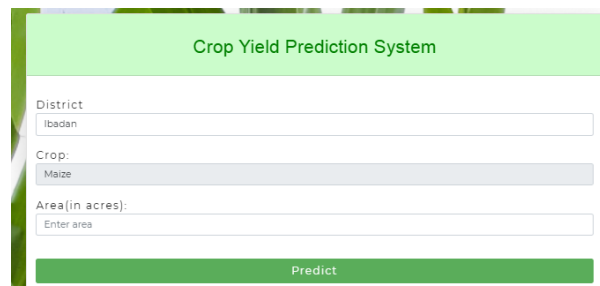 Crop Yield Prediction System
District
Ibadan
Crop:
Maize
Area(in acres):
Enter area
Predict